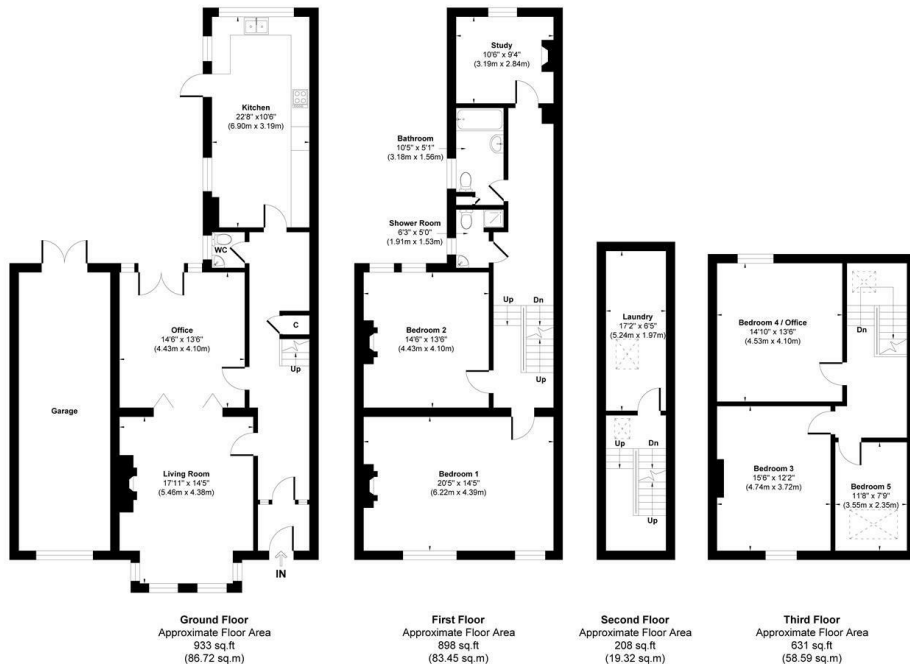 Kitchen
22'8" x10'6"
(6.90m x 3.19m)
WC
Office
14'6" x 13'6"
(4.43m x 4.10m)
C
Up
Garage
Living Room
17'11" x 14'5"
(5.46m x 4.38m)
IN
Ground Floor
Approximate Floor Area
933 sq.ft
(86.72 sq.m)
Study
10'6" x 9'4"
(3.19m x 2.84m)
Bathroom
10'5" x 5'1"
(3.18m x 1.56m)
Shower Room
6'3" x 5'0"
(1.91m x 1.53m)
Up
Dn
Up
Bedroom 2
14'6" x 13'6"
(4.43m x 4.10m)
Bedroom 1
20'5" x 14'5"
(6.22m x 4.39m)
First Floor
Approximate Floor Area
898 sq.ft
(83.45 sq.m)
Laundry
17'2" x 6'5"
(5.24m x 1.97m)
Up
Dn
Up
Second Floor
Approximate Floor Area
208 sq.ft
(19.32 sq.m)
Bedroom 4 / Office
14'10" x 13'6"
(4.53m x 4.10m)
Dn
Bedroom 3
15'6" x 12'2"
(4.74m x 3.72m)
Bedroom 5
11'8" x 7'9"
(3.55m x 2.35m)
Third Floor
Approximate Floor Area
631 sq.ft
(58.59 sq.m)